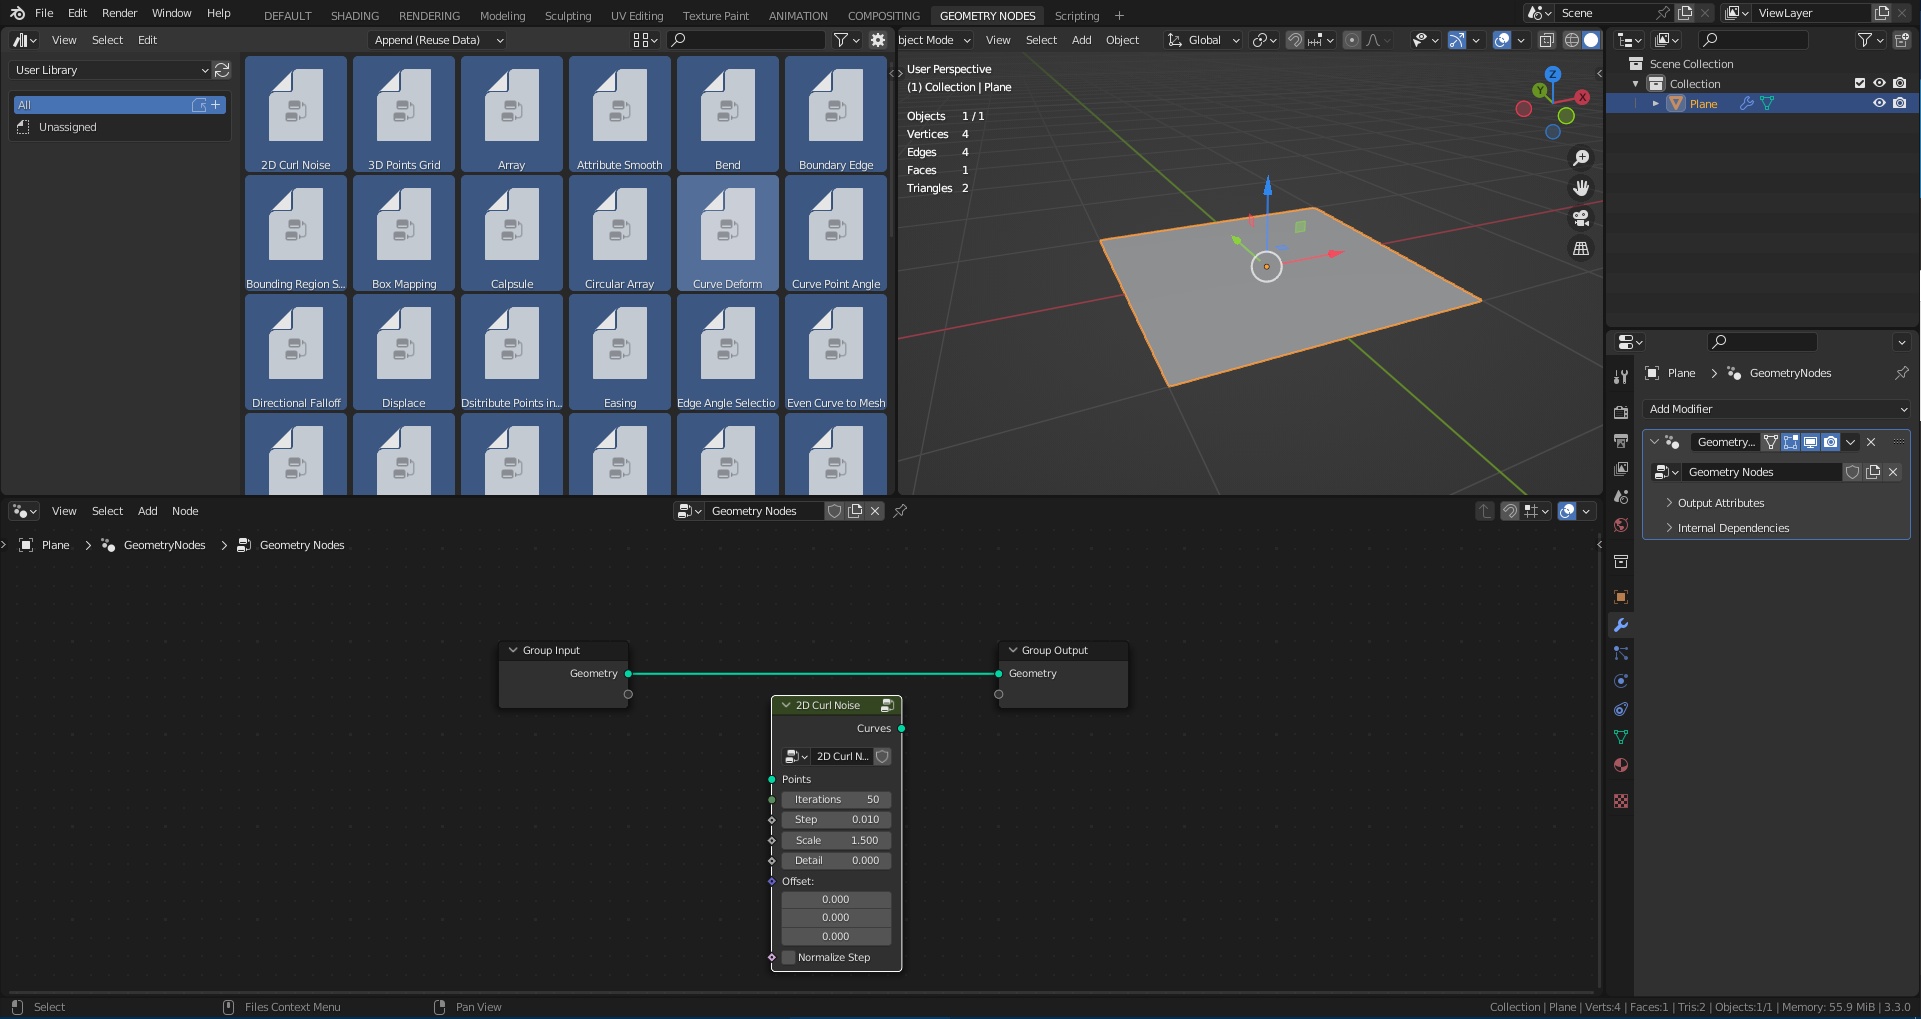 File Edit Render Window Help DEFAULT SHADING RENDERING Modeling Sculpting UV Editing Texture Paint ANIMATION COMPOSITING GEOMETRY NODES Scripting + Scene ViewLayer
View Select Edit Append (Reuse Data)
bject Mode View Select Add Object Global
User Library
All
Unassigned
2D Curl Noise 3D Points Grid Array Attribute Smooth Bend Boundary Edge
Bounding Region S... Box Mapping Calpsule Circular Array Curve Deform Curve Point Angle
Directional Falloff Displace Dsitribute Points in... Easing Edge Angle Selectio Even Curve to Mesh
User Perspective
(1) Collection | Plane
Objects 1 / 1
Vertices 4
Edges 4
Faces 1
Triangles 2
Z
Y
X
Scene Collection
Collection
Plane
Plane GeometryNodes
Add Modifier
Geometry...
Geometry Nodes
Output Attributes
Internal Dependencies
View Select Add Node Geometry Nodes
Plane GeometryNodes Geometry Nodes
Group Input
Geometry
Group Output
Geometry
2D Curl Noise
Curves
2D Curl N...
Points
Iterations 50
Step 0.010
Scale 1.500
Detail 0.000
Offset:
0.000
0.000
0.000
Normalize Step
Select Files Context Menu Pan View Collection | Plane | Verts:4 | Faces:1 | Tris:2 | Objects:1/1 | Memory: 55.9 MiB | 3.3.0